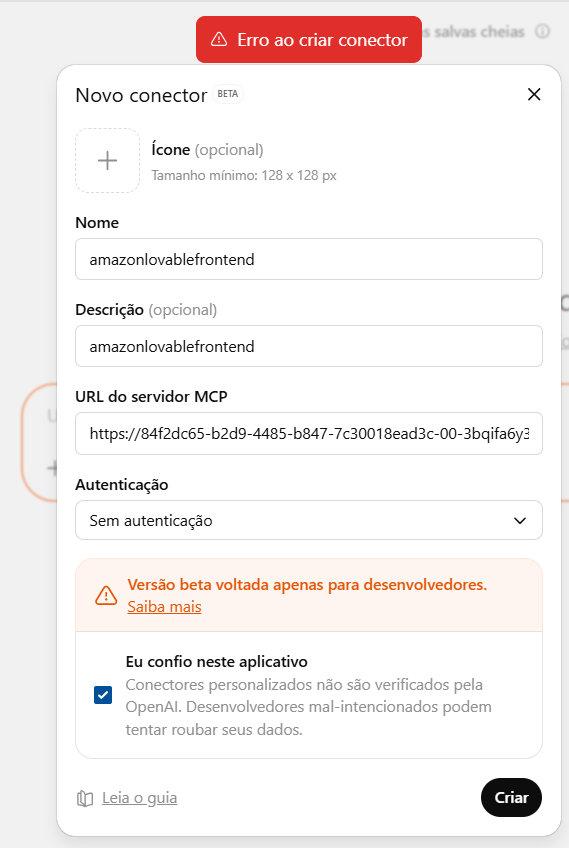 Erro ao criar conector
s salvas cheias
Novo conector BETA
Ícone (opcional)
Tamanho mínimo: 128 x 128 px
Nome
amazonlovablefrontend
Descrição (opcional)
amazonlovablefrontend
URL do servidor MCP
https://84f2dc65-b2d9-4485-b847-7c30018ead3c-00-3bqifa6y3
Autenticação
Sem autenticação
Versão beta voltada apenas para desenvolvedores.
Saiba mais
Eu confio neste aplicativo
Conectores personalizados não são verificados pela
OpenAI. Desenvolvedores mal-intencionados podem
tentar roubar seus dados.
Leia o guia
Criar